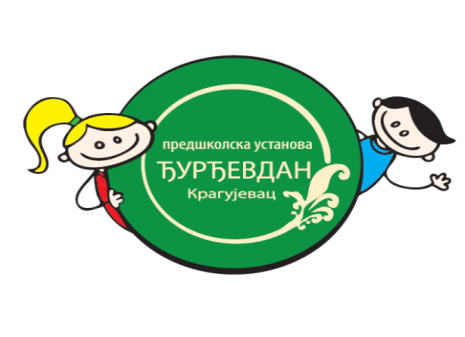 предшколска установа
ЂУРЂЕВДАН
Крагујевац